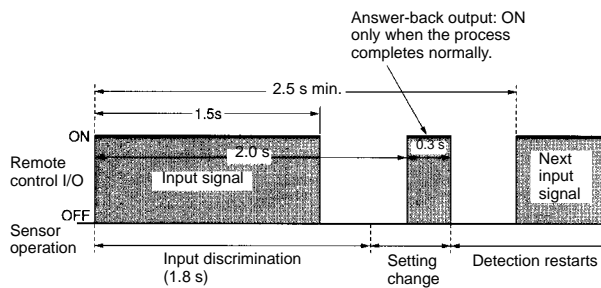 Answer-back output: ON
only when the process
completes normally.
2.5 s min.
1.5s
ON
2.0 s
0.3 s
Remote
control I/O
Input signal
Next
input
signal
OFF
Sensor
operation
Input discrimination
(1.8 s)
Setting
change
Detection restarts